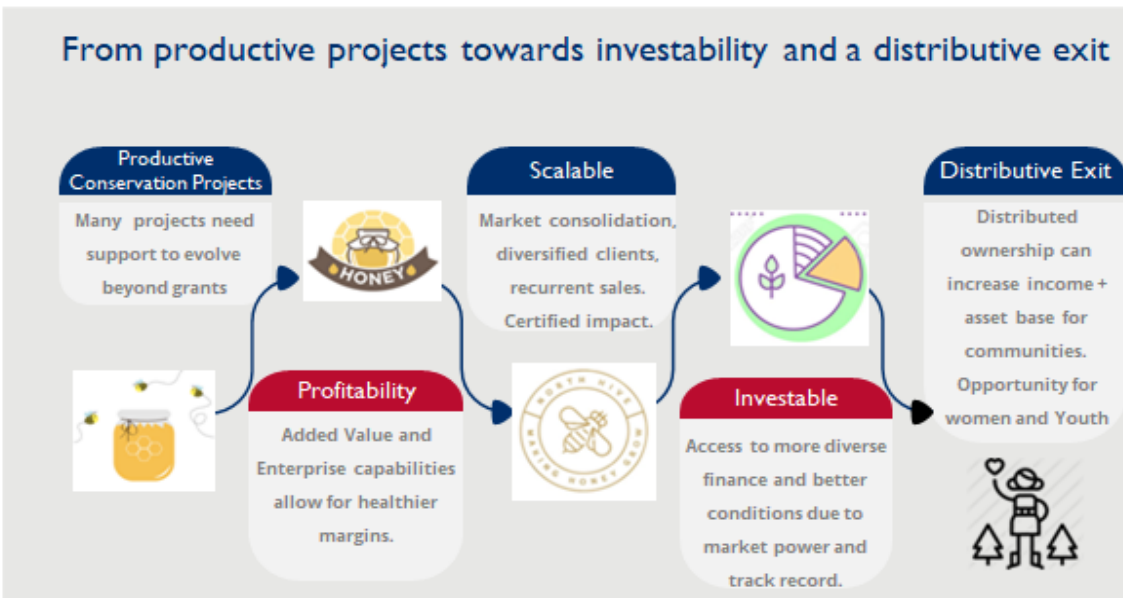 From productive projects towards investability and a distributive exit
Productive
Conservation Projects
Many projects need
support to evolve
beyond grants
HONEY
Profitability
Added Value and
Enterprise capabilities
allow for healthier
margins.
Scalable
Market consolidation,
diversified clients,
recurrent sales.
Certified impact.
NORTH HIVE
MAKING HONEY GROW
Investable
Access to more diverse
finance and better
conditions due to
market power and
track record.
Distributive Exit
Distributed
ownership can
increase income +
asset base for
communities.
Opportunity for
women and Youth